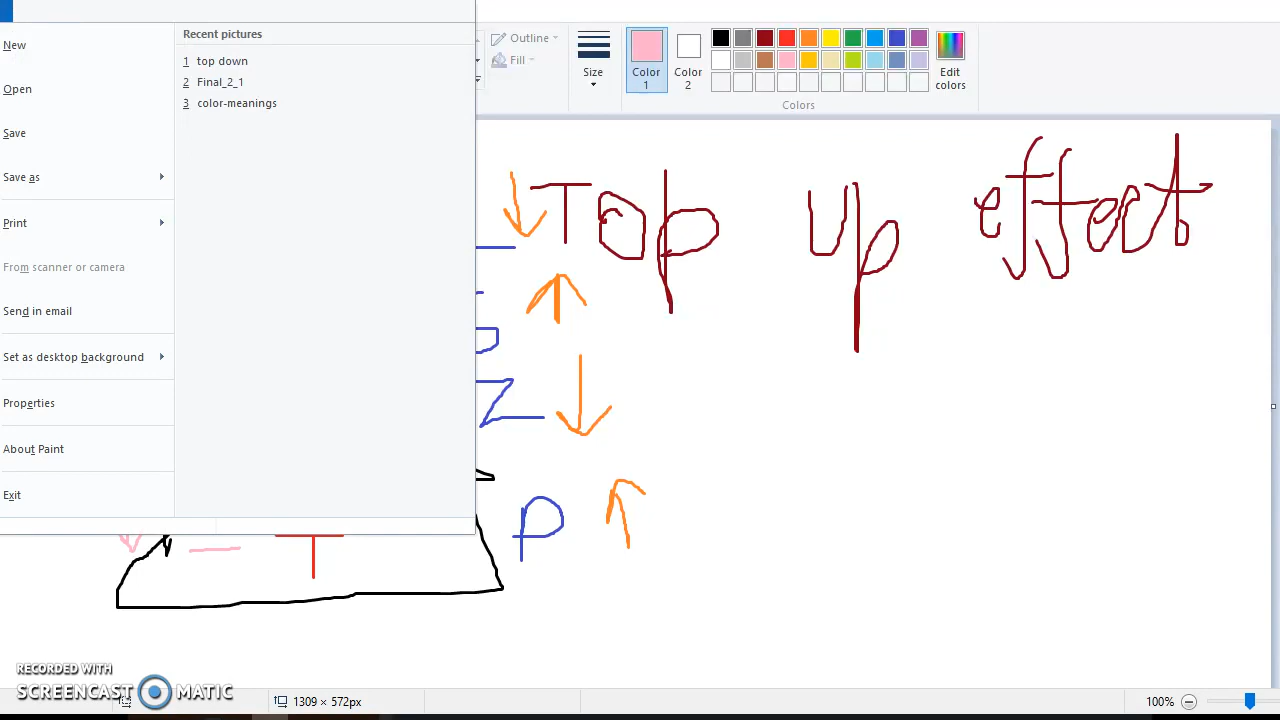 New
Open
Save
Save as
Print
From scanner or camera
Send in email
Set as desktop background
Properties
About Paint
Exit
Recent pictures
1 top down
2 Final_2_1
3 color-meanings
Outline
Fill
Size
Color 1
Color 2
Edit colors
Colors
Top up effect
Z
P
T
RECORDED WITH
SCREENCAST MATIC
1309 × 572px
100%